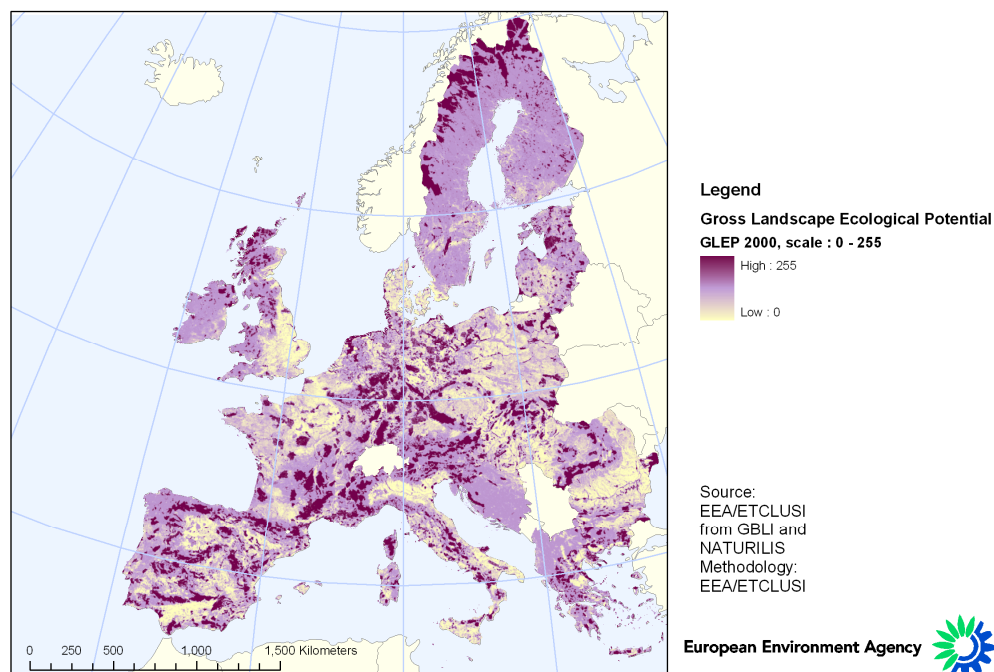 Legend
Gross Landscape Ecological Potential
GLEP 2000, scale : 0 - 255
High : 255
Low : 0
Source:
EEA/ETCLUSI
from GBLI and
NATURILIS
Methodology:
EEA/ETCLUSI
0 250 500 1,000 1,500 Kilometers
European Environment Agency